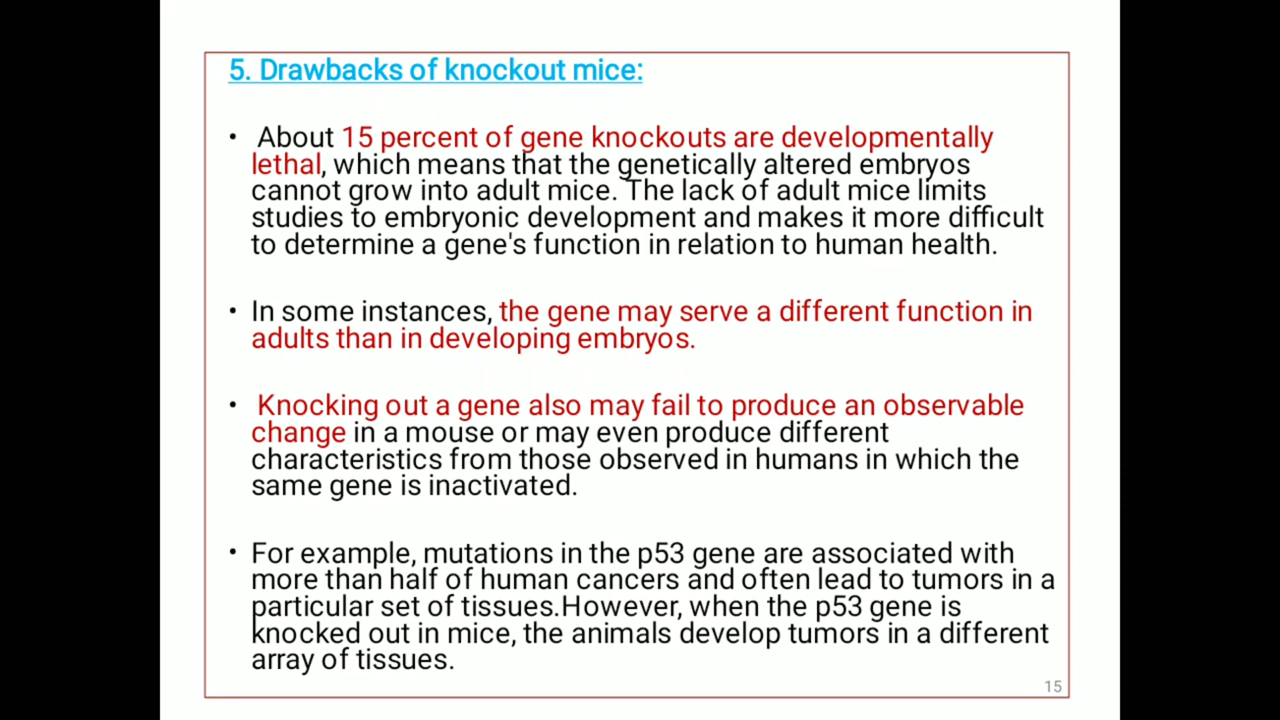 5. Drawbacks of knockout mice:
• About 15 percent of gene knockouts are developmentally
lethal, which means that the genetically altered embryos
cannot grow into adult mice. The lack of adult mice limits
studies to embryonic development and makes it more difficult
to determine a gene's function in relation to human health.
• In some instances, the gene may serve a different function in
adults than in developing embryos.
• Knocking out a gene also may fail to produce an observable
change in a mouse or may even produce different
characteristics from those observed in humans in which the
same gene is inactivated.
• For example, mutations in the p53 gene are associated with
more than half of human cancers and often lead to tumors in a
particular set of tissues.However, when the p53 gene is
knocked out in mice, the animals develop tumors in a different
array of tissues.
15